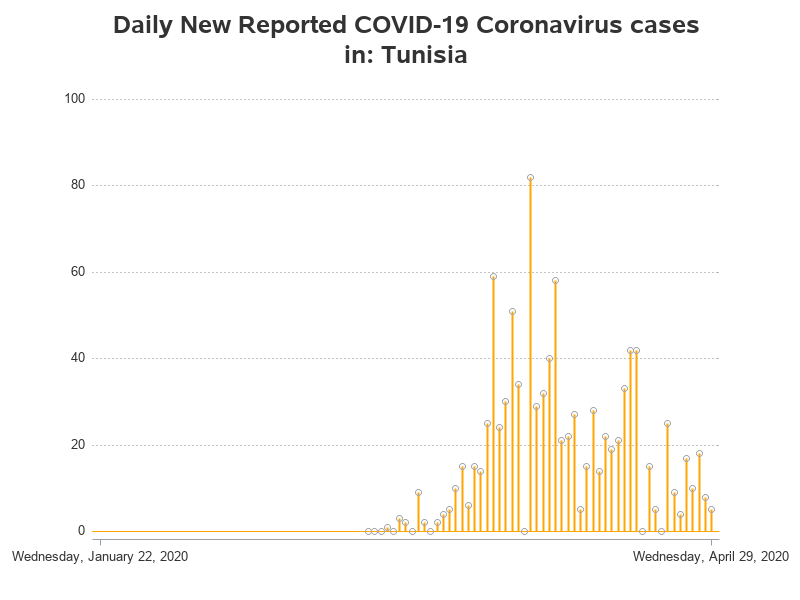 Daily New Reported COVID-19 Coronavirus cases
in: Tunisia
100
80
60
40
20
0
Wednesday, January 22, 2020
Wednesday, April 29, 2020